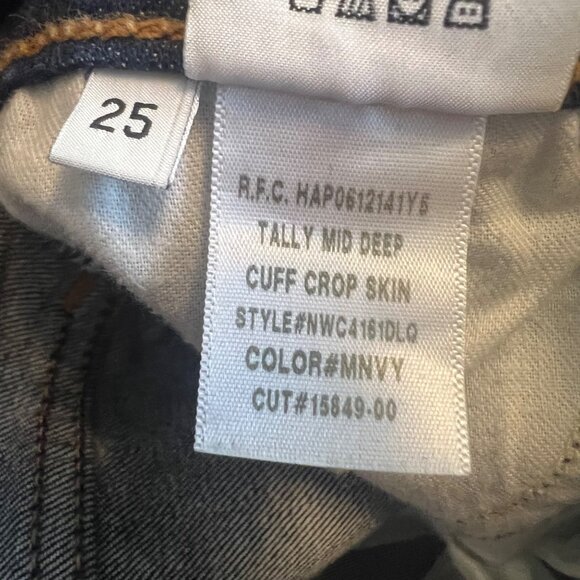 25
R.F.C. HAP0612141Y5
TALLY MID DEEP
CUFF CROP SKIN
STYLE#NWC4161DLQ
COLOR#MNVY
CUT#15849-00